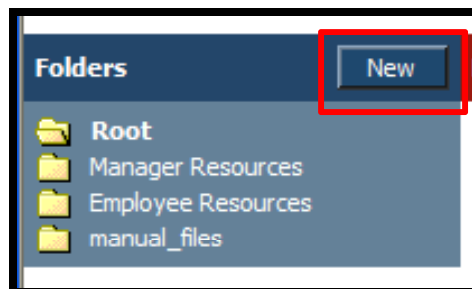 Folders New
Root
Manager Resources
Employee Resources
manual_files